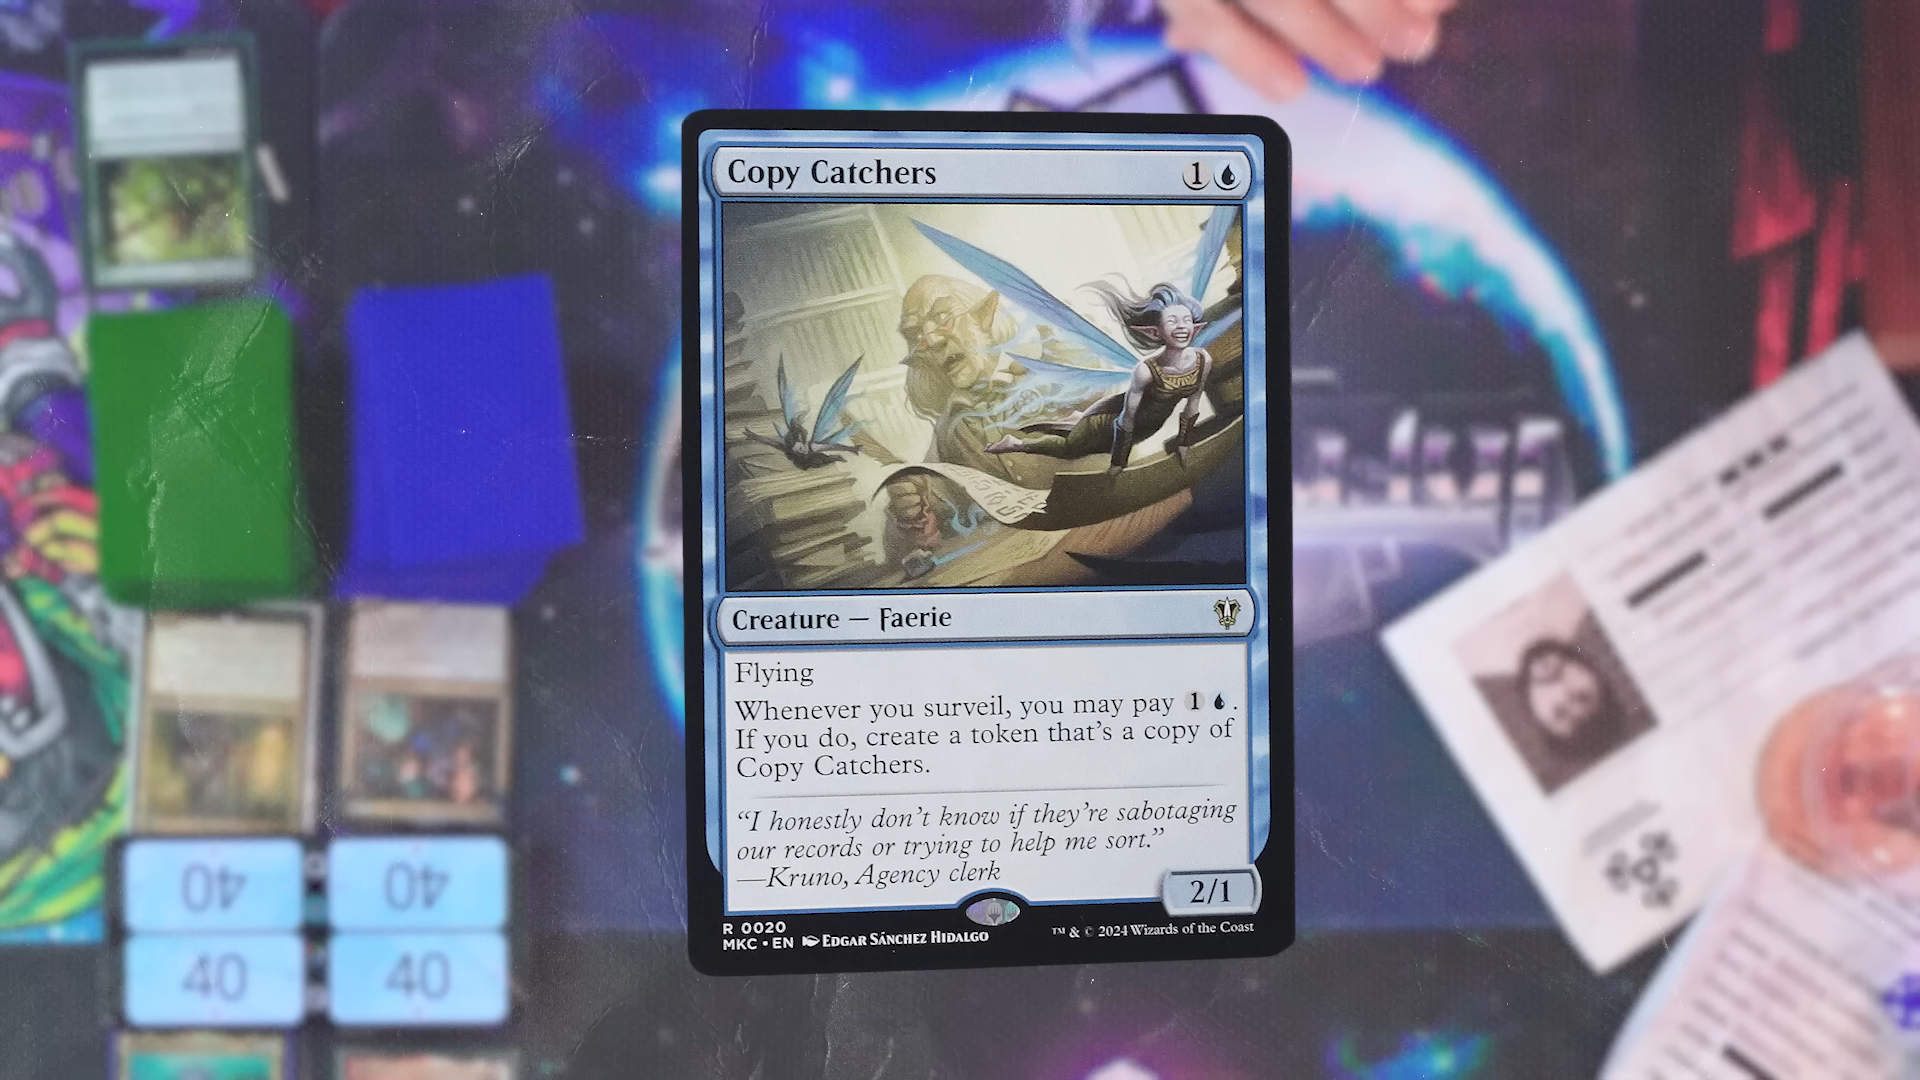 Copy Catchers
1
Creature — Faerie
Flying
Whenever you surveil, you may pay 1 .
If you do, create a token that's a copy of
Copy Catchers.
"I honestly don't know if they're sabotaging
our records or trying to help me sort."
—Kruno, Agency clerk
2/1
R 0020
MKC • EN EDGAR SÁNCHEZ HIDALGO
™ & © 2024 Wizards of the Coast
40
40
40
40